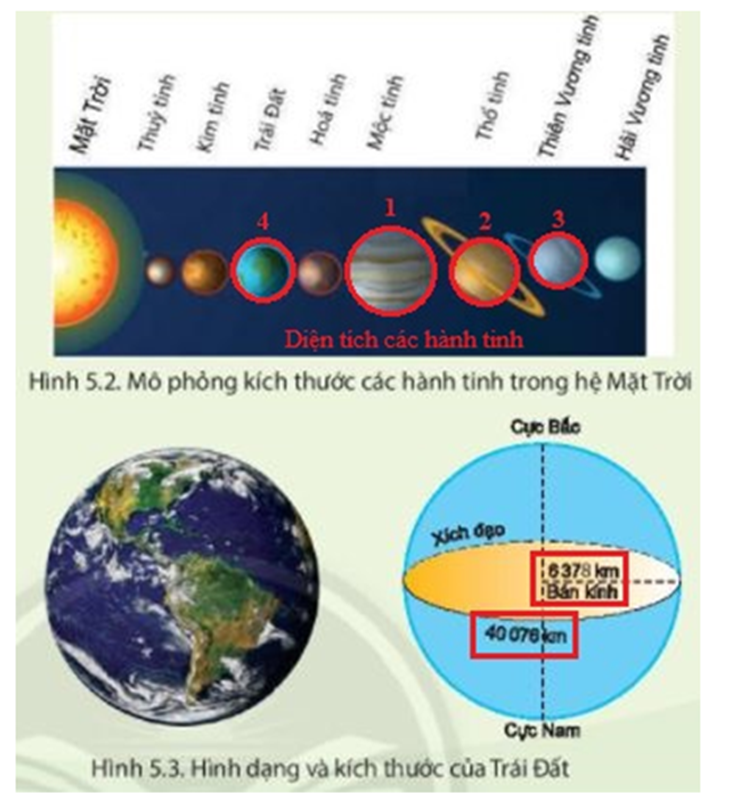 Mặt Trời
Thuỷ tinh
Kim tinh
Trái Đất
Hoả tinh
Mộc tinh
Thổ tinh
Thiên Vương tinh
Hải Vương tinh
4
1
2
3
Diện tích các hành tinh
Hình 5.2. Mô phỏng kích thước các hành tinh trong hệ Mặt Trời
Cực Bắc
Xích đạo
6 378 km
Bán kính
40 076 km
Cực Nam
Hình 5.3. Hình dạng và kích thước của Trái Đất